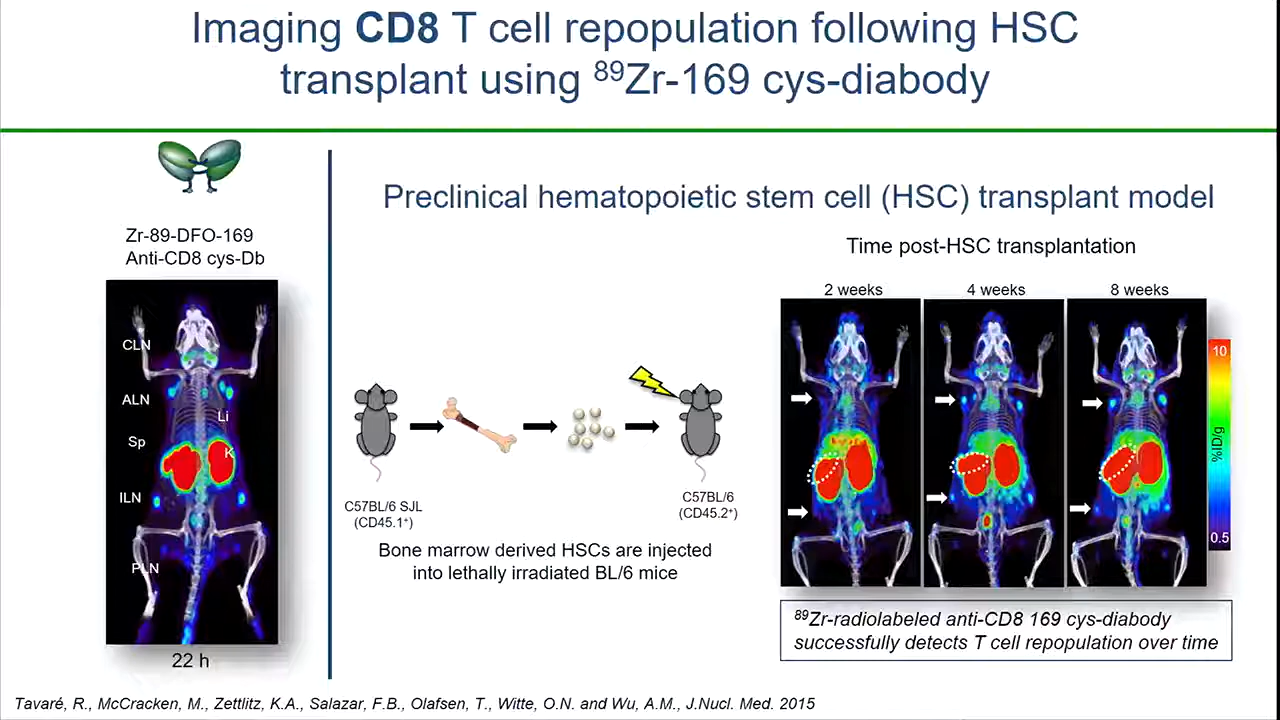 Imaging CD8 T cell repopulation following HSC
transplant using ⁸⁹Zr-169 cys-diabody
Zr-89-DFO-169
Anti-CD8 cys-Db
CLN
ALN
Li
Sp
K
ILN
PLN
22 h
Preclinical hematopoietic stem cell (HSC) transplant model
C57BL/6 SJL
(CD45.1⁺)
C57BL/6
(CD45.2⁺)
Bone marrow derived HSCs are injected
into lethally irradiated BL/6 mice
Time post-HSC transplantation
2 weeks
4 weeks
8 weeks
10
%ID/g
0.5
⁸⁹Zr-radiolabeled anti-CD8 169 cys-diabody
successfully detects T cell repopulation over time
Tavaré, R., McCracken, M., Zettlitz, K.A., Salazar, F.B., Olafsen, T., Witte, O.N. and Wu, A.M., J.Nucl. Med. 2015